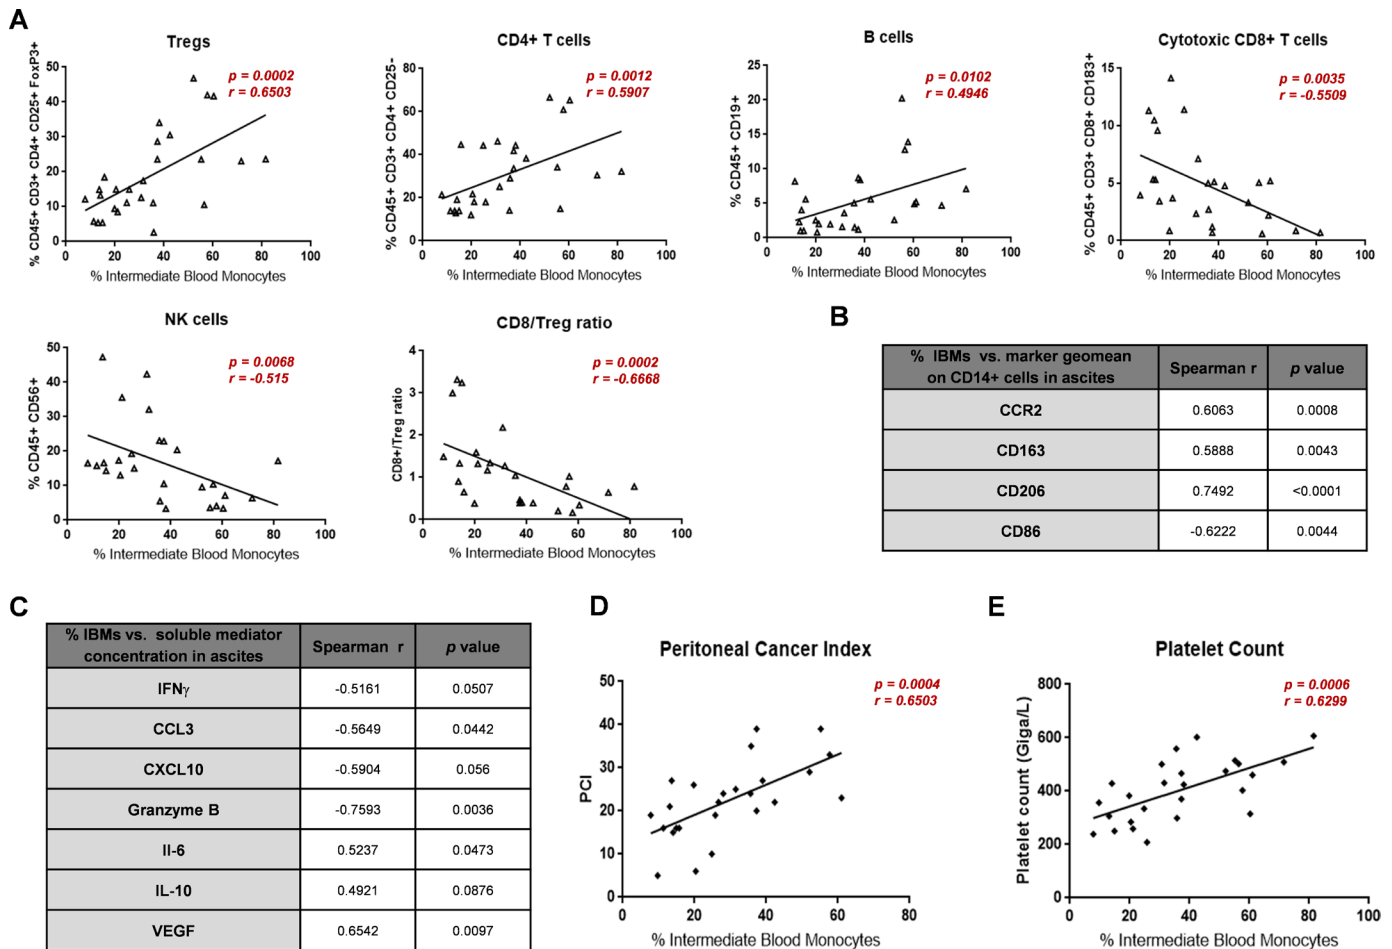 A
Tregs
p = 0.0002
r = 0.6503
% CD45+ CD3+ CD4+ CD25+ FoxP3+
50
40
30
20
10
0
0 20 40 60 80 100
% Intermediate Blood Monocytes
CD4+ T cells
p = 0.0012
r = 0.5907
% CD45+ CD3+ CD4+ CD25-
80
60
40
20
0
0 20 40 60 80 100
% Intermediate Blood Monocytes
B cells
p = 0.0102
r = 0.4946
% CD45+ CD19+
25
20
15
10
5
0
0 20 40 60 80 100
% Intermediate Blood Monocytes
Cytotoxic CD8+ T cells
p = 0.0035
r = -0.5509
% CD45+ CD3+ CD8+ CD183+
15
10
5
0
0 20 40 60 80 100
% Intermediate Blood Monocytes
NK cells
p = 0.0068
r = -0.515
% CD45+ CD56+
50
40
30
20
10
0
0 20 40 60 80 100
% Intermediate Blood Monocytes
CD8/Treg ratio
p = 0.0002
r = -0.6668
CD8+/Treg ratio
4
3
2
1
0
0 20 40 60 80 100
% Intermediate Blood Monocytes
B
% IBMs vs. marker geomean on CD14+ cells in ascites Spearman r p value
CCR2 0.6063 0.0008
CD163 0.5888 0.0043
CD206 0.7492 <0.0001
CD86 -0.6222 0.0044
C
% IBMs vs. soluble mediator concentration in ascites Spearman r p value
IFNγ -0.5161 0.0507
CCL3 -0.5649 0.0442
CXCL10 -0.5904 0.056
Granzyme B -0.7593 0.0036
Il-6 0.5237 0.0473
IL-10 0.4921 0.0876
VEGF 0.6542 0.0097
D
Peritoneal Cancer Index
p = 0.0004
r = 0.6503
PCI
50
40
30
20
10
0
0 20 40 60 80
% Intermediate Blood Monocytes
E
Platelet Count
p = 0.0006
r = 0.6299
Platelet count (Giga/L)
800
600
400
200
0
0 20 40 60 80 100
% Intermediate Blood Monocytes